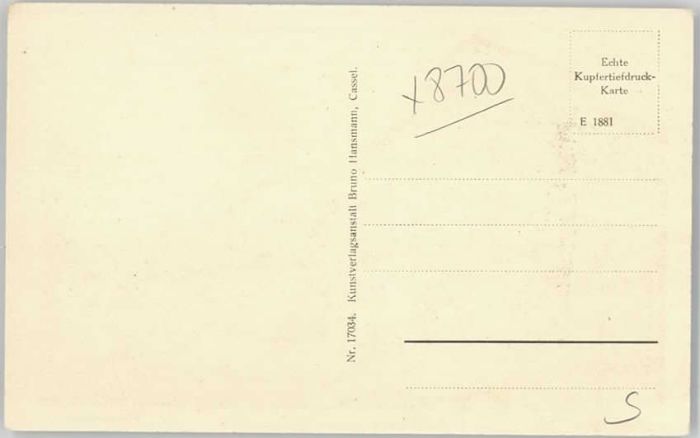 x8700
Echte
Kupfertiefdruck-
Karte
E 1881
Nr. 17034. Kunstverlagsanstalt Bruno Hansmann, Cassel.
S